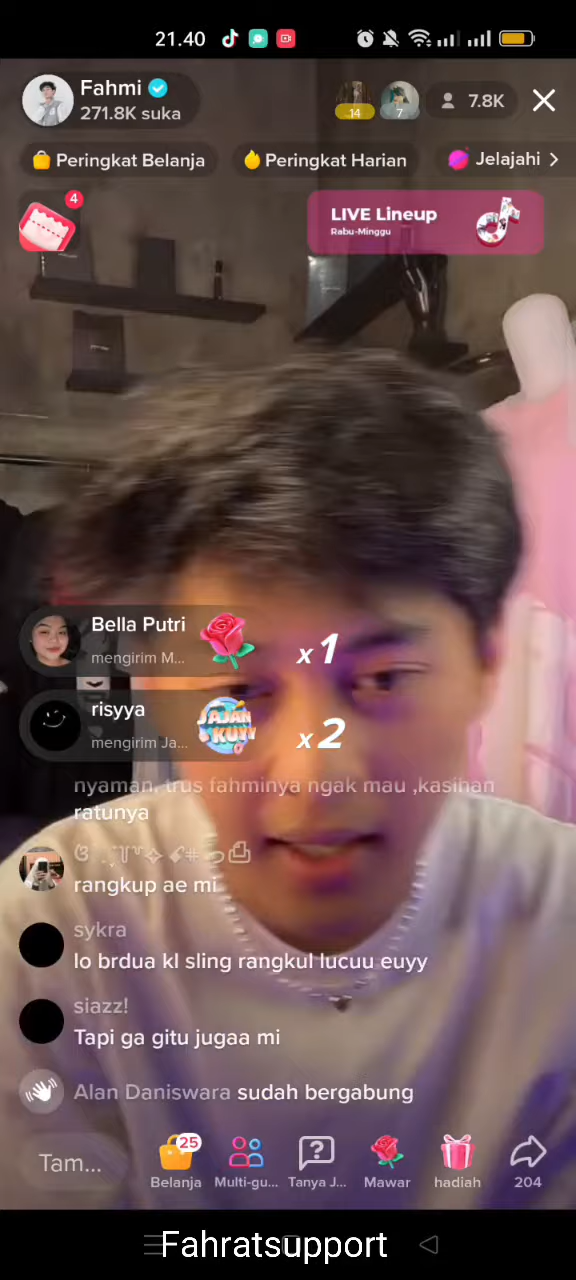 21.40
Fahmi
271.8K suka
14
7
7.8K
Peringkat Belanja
Peringkat Harian
Jelajahi
4
LIVE Lineup
Rabu-Minggu
Bella Putri
mengirim M...
x1
risyya
mengirim Ja...
JAJAN KUYY
x2
nyaman, trus fahminya ngak mau ,kasihan
ratunya
rangkup ae mi
sykra
lo brdua kl sling rangkul lucuu euyy
siazz!
Tapi ga gitu jugaa mi
Alan Daniswara sudah bergabung
Tam...
25
Belanja
Multi-gu...
Tanya J...
Mawar
hadiah
204
Fahratsupport